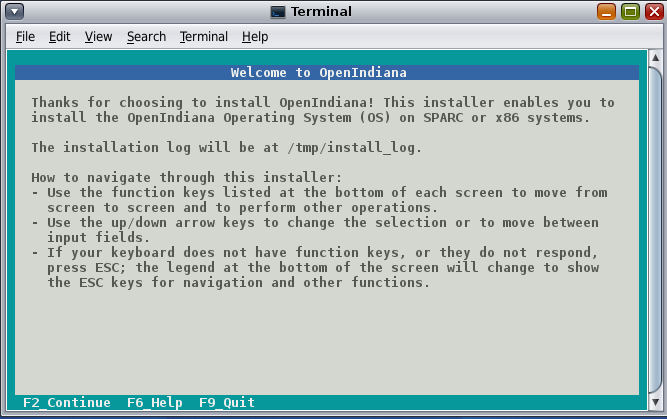 Terminal
File Edit View Search Terminal Help
Welcome to OpenIndiana
Thanks for choosing to install OpenIndiana! This installer enables you to
install the OpenIndiana Operating System (OS) on SPARC or x86 systems.
The installation log will be at /tmp/install_log.
How to navigate through this installer:
- Use the function keys listed at the bottom of each screen to move from
screen to screen and to perform other operations.
- Use the up/down arrow keys to change the selection or to move between
input fields.
- If your keyboard does not have function keys, or they do not respond,
press ESC; the legend at the bottom of the screen will change to show
the ESC keys for navigation and other functions.
F2_Continue F6_Help F9_Quit